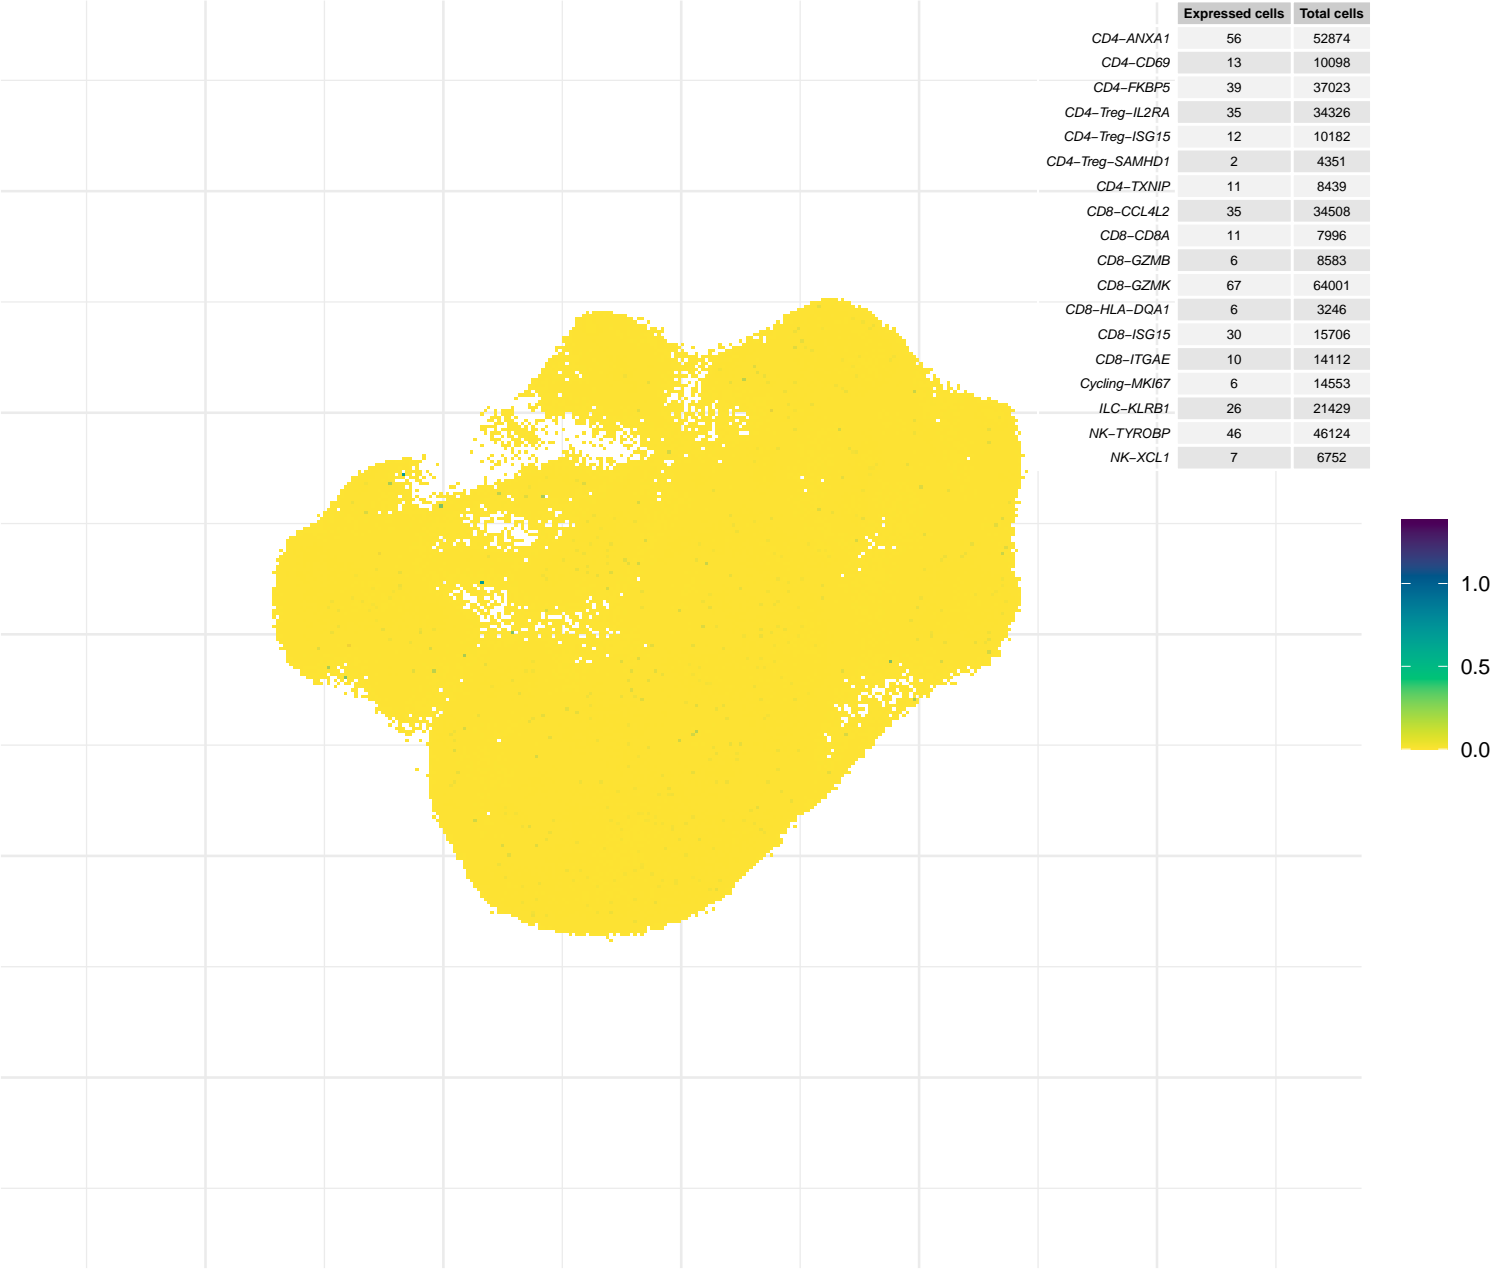 Expressed cells Total cells
CD4−ANXA1 56 52874
CD4−CD69 13 10098
CD4−FKBP5 39 37023
CD4−Treg−IL2RA 35 34326
CD4−Treg−ISG15 12 10182
CD4−Treg−SAMHD1 2 4351
CD4−TXNIP 11 8439
CD8−CCL4L2 35 34508
CD8−CD8A 11 7996
CD8−GZMB 6 8583
CD8−GZMK 67 64001
CD8−HLA−DQA1 6 3246
CD8−ISG15 30 15706
CD8−ITGAE 10 14112
Cycling−MKI67 6 14553
ILC−KLRB1 26 21429
NK−TYROBP 46 46124
NK−XCL1 7 6752
1.0
0.5
0.0